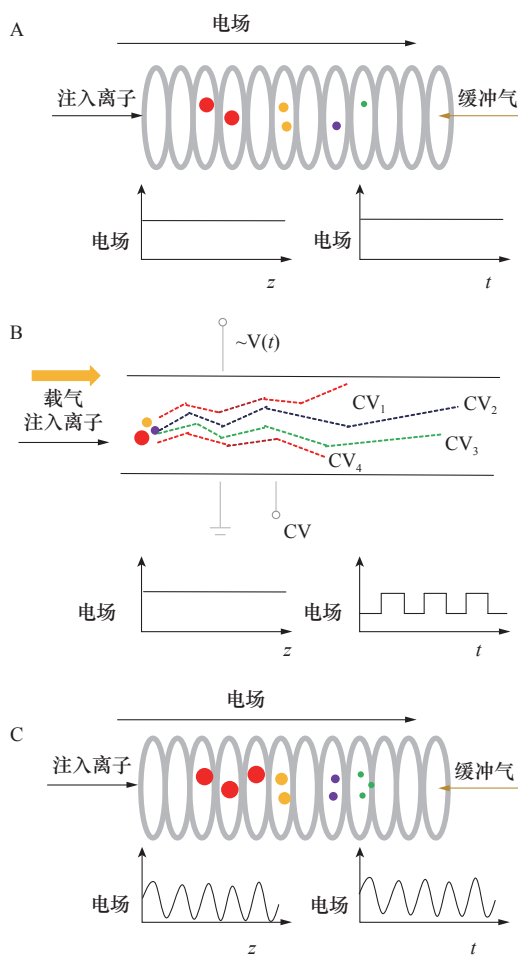 A
电场
注入离子
缓冲气
电场
z
电场
t
B
~V(t)
载气
注入离子
CV₁
CV₂
CV₃
CV₄
CV
电场
z
电场
t
C
电场
注入离子
缓冲气
电场
z
电场
t